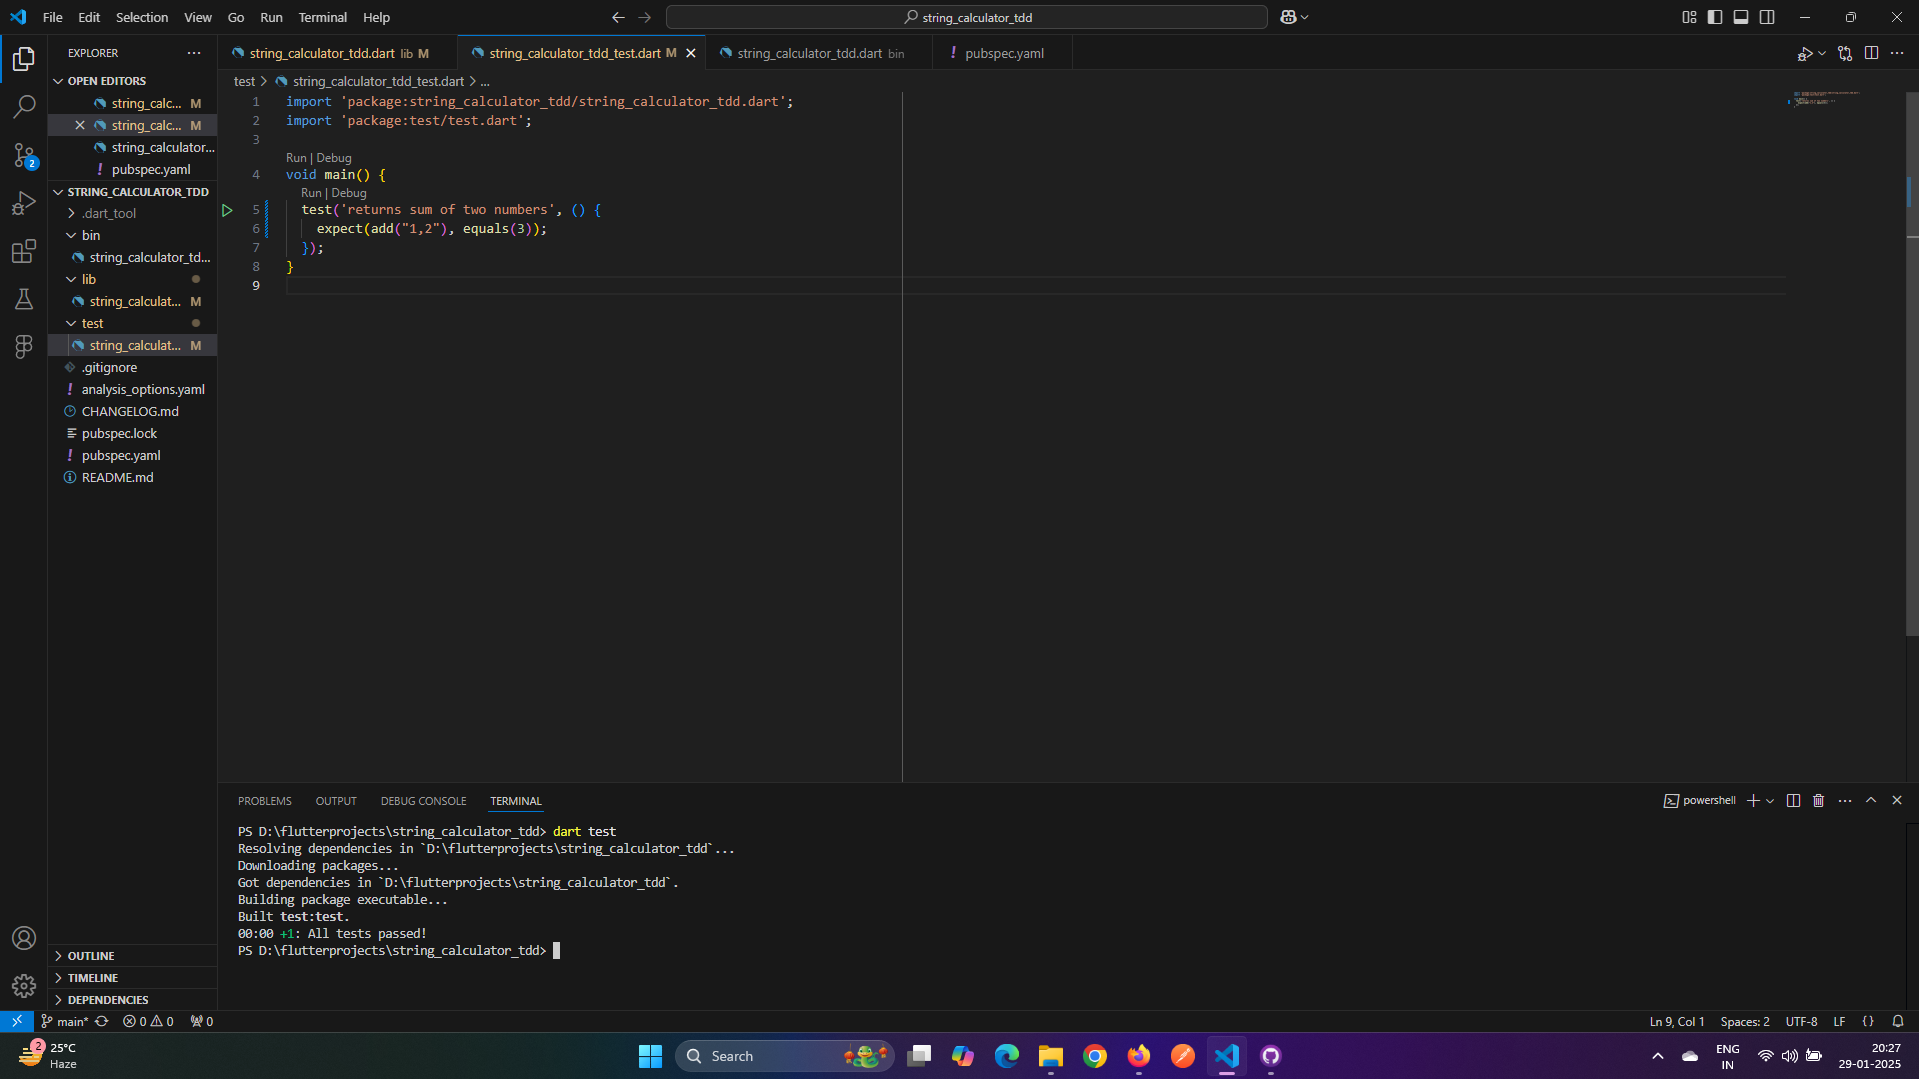 File Edit Selection View Go Run Terminal Help
string_calculator_tdd
EXPLORER
OPEN EDITORS
string_calc... M
string_calc... M
string_calculator...
! pubspec.yaml
STRING_CALCULATOR_TDD
.dart_tool
bin
string_calculator_td...
lib
string_calculat... M
test
string_calculat... M
.gitignore
! analysis_options.yaml
CHANGELOG.md
pubspec.lock
! pubspec.yaml
README.md
OUTLINE
TIMELINE
DEPENDENCIES
2
string_calculator_tdd.dart lib M
string_calculator_tdd_test.dart M
string_calculator_tdd.dart bin
! pubspec.yaml
test > string_calculator_tdd_test.dart > ...
1 import 'package:string_calculator_tdd/string_calculator_tdd.dart';
2 import 'package:test/test.dart';
3
Run | Debug
4 void main() {
Run | Debug
5 test('returns sum of two numbers', () {
6 expect(add("1,2"), equals(3));
7 });
8 }
9
PROBLEMS OUTPUT DEBUG CONSOLE TERMINAL
powershell
PS D:\flutterprojects\string_calculator_tdd> dart test
Resolving dependencies in `D:\flutterprojects\string_calculator_tdd`...
Downloading packages...
Got dependencies in `D:\flutterprojects\string_calculator_tdd`.
Building package executable...
Built test:test.
00:00 +1: All tests passed!
PS D:\flutterprojects\string_calculator_tdd>
main* 0 0 0
Ln 9, Col 1 Spaces: 2 UTF-8 LF {}
2
25°C
Haze
Search
ENG
IN
20:27
29-01-2025